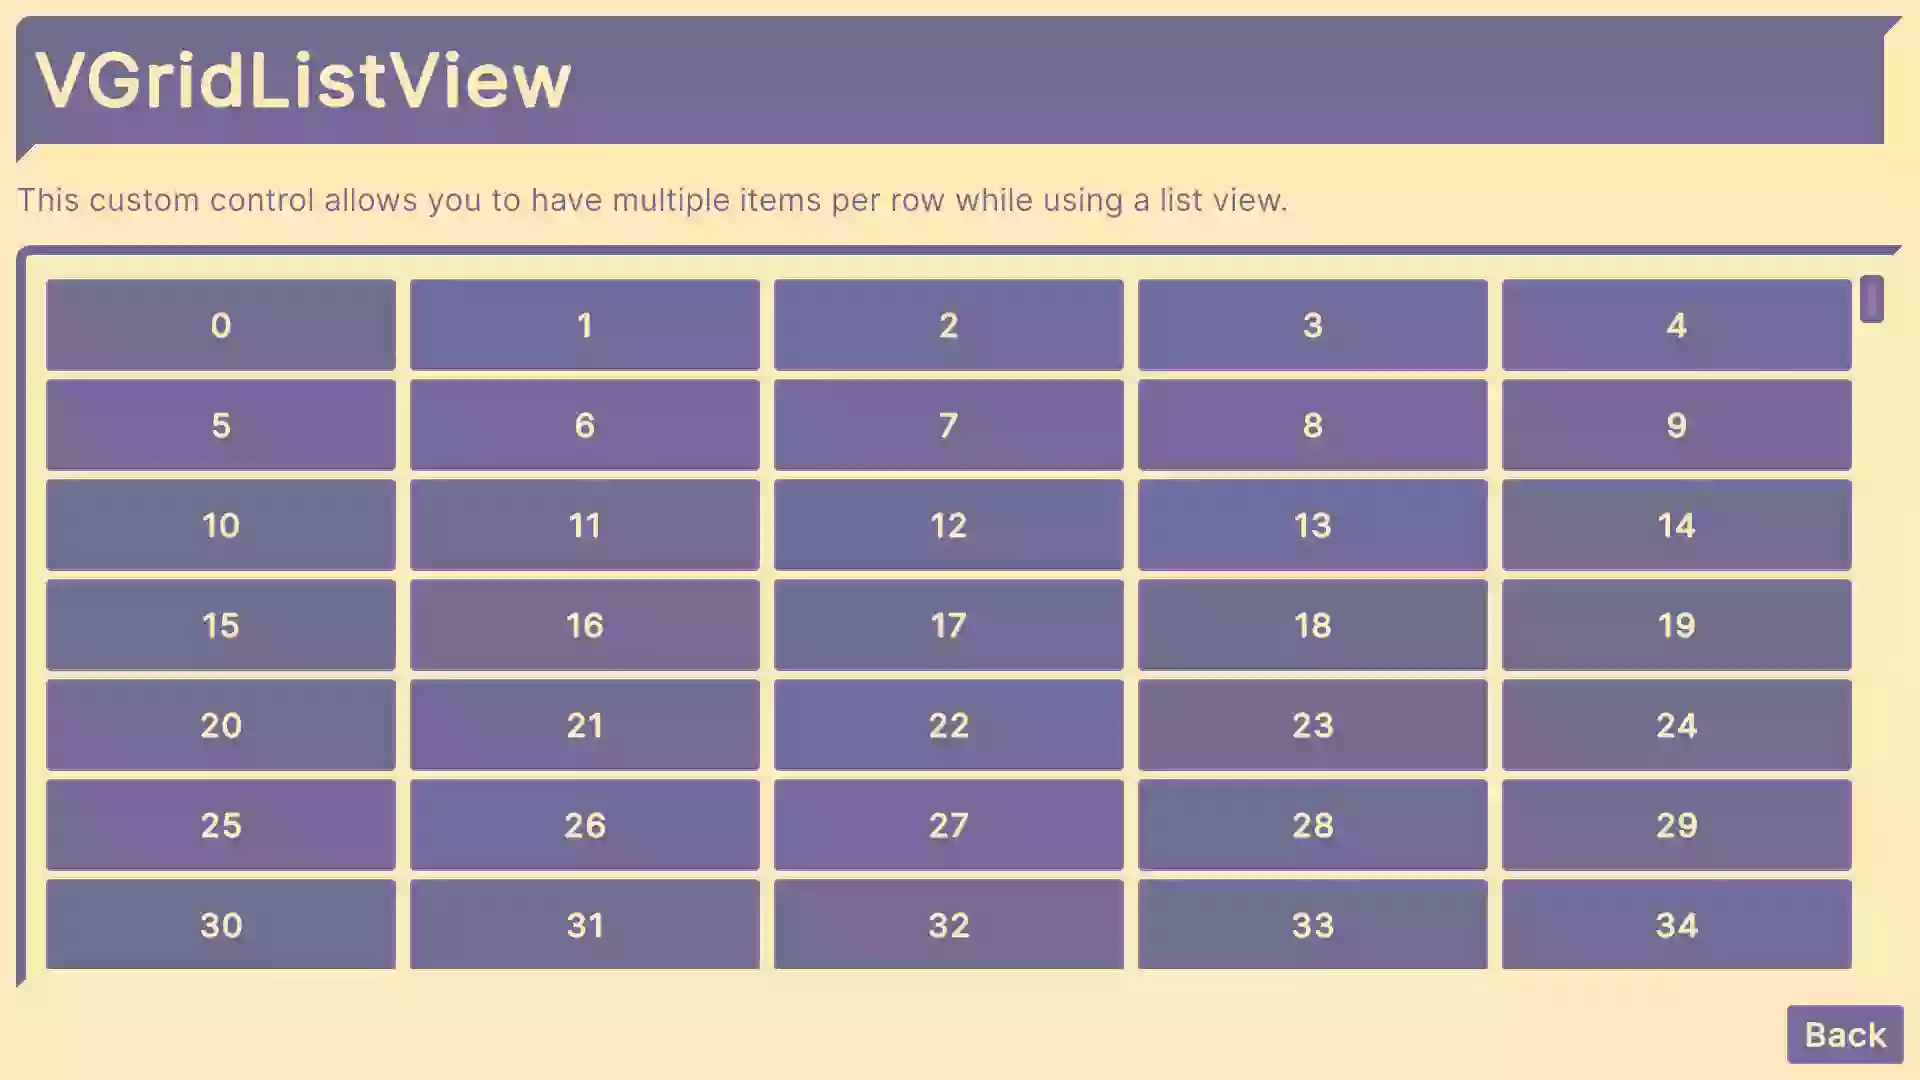 VGridListView
This custom control allows you to have multiple items per row while using a list view.
0 1 2 3 4
5 6 7 8 9
10 11 12 13 14
15 16 17 18 19
20 21 22 23 24
25 26 27 28 29
30 31 32 33 34
Back